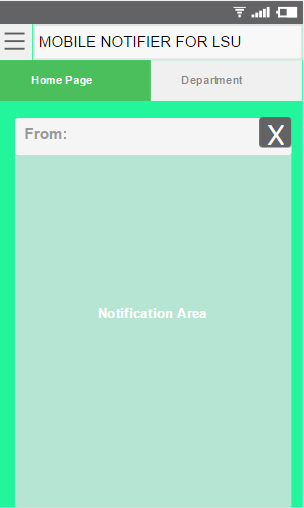 MOBILE NOTIFIER FOR LSU
Home Page
Department
From:
X
Notification Area